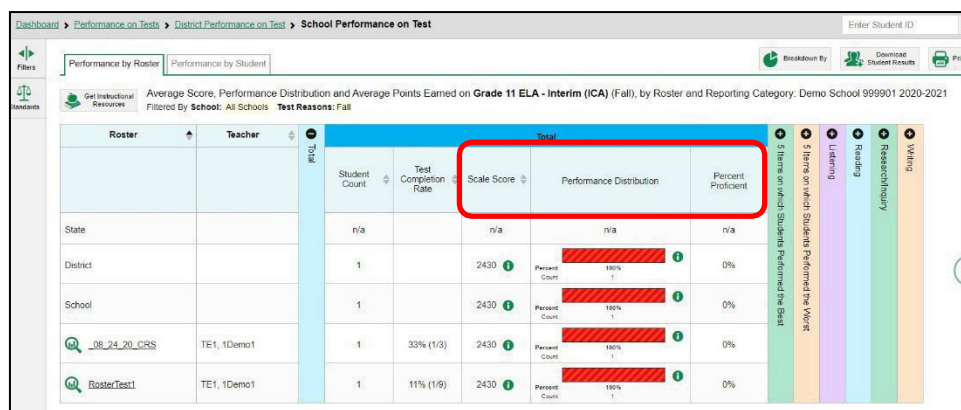 Dashboard > Performance on Tests > District Performance on Test > School Performance on Test
Enter Student ID
Filters
Standards
Performance by Roster
Performance by Student
Breakdown By
Download Student Results
Get Instructional Resources
Average Score, Performance Distribution and Average Points Earned on Grade 11 ELA - Interim (ICA) (Fall), by Roster and Reporting Category: Demo School 999901 2020-2021
Filtered By School: All Schools Test Reasons: Fall
Roster Teacher Total Total
Student Count Test Completion Rate Scale Score Performance Distribution Percent Proficient
5 Items on which Students Performed the Best
5 Items on which Students Performed the Worst
Listening
Reading
Research/Inquiry
Writing
State n/a n/a n/a n/a
District 1 2430 Percent 100% 0%
Count 1
School 1 2430 Percent 100% 0%
Count 1
_08_24_20_CRS TE1, 1Demo1 1 33% (1/3) 2430 Percent 100% 0%
Count 1
RosterTest1 TE1, 1Demo1 1 11% (1/9) 2430 Percent 100% 0%
Count 1